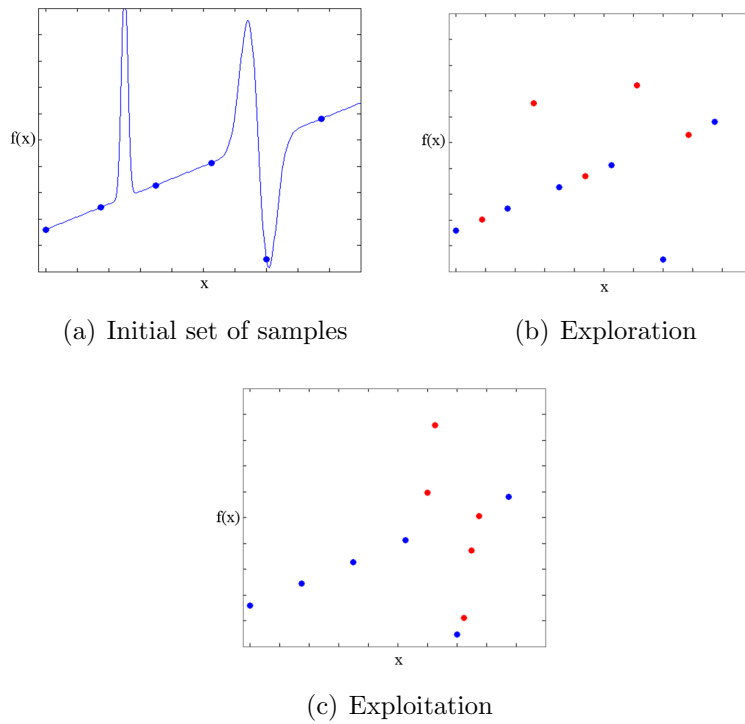 f(x)
x
(a) Initial set of samples
f(x)
x
(b) Exploration
f(x)
x
(c) Exploitation